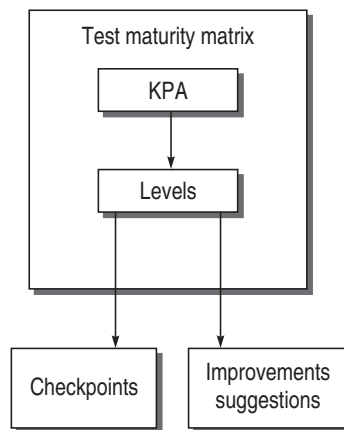 Test maturity matrix
KPA
Levels
Checkpoints
Improvements
suggestions